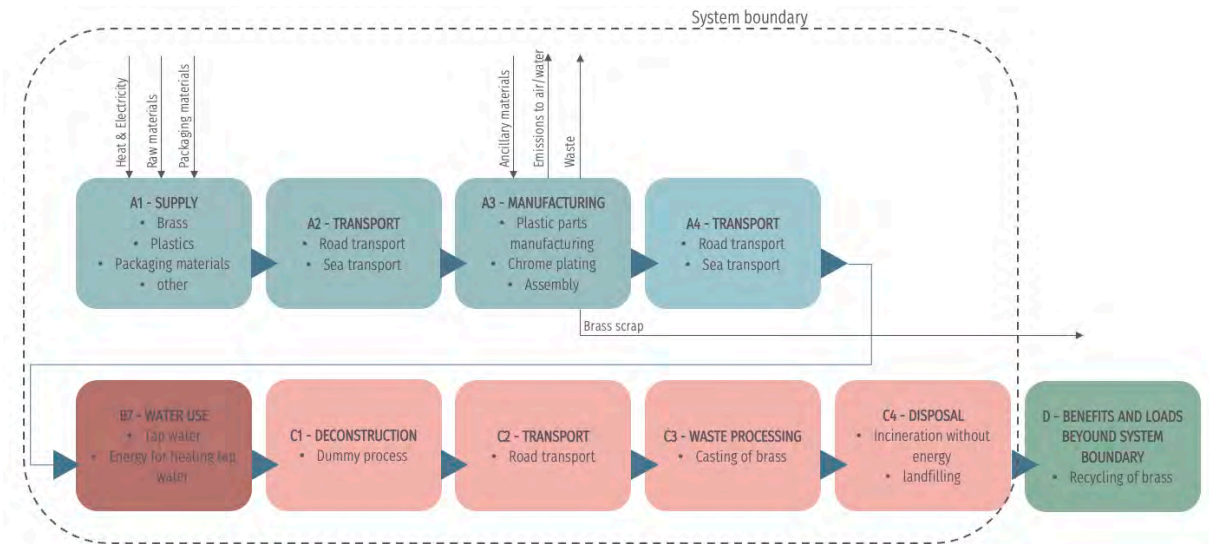 System boundary
Heat & Electricity
Raw materials
Packaging materials
Ancillary materials
Emissions to air/water
Waste
A1 - SUPPLY
• Brass
• Plastics
• Packaging materials
• other
A2 - TRANSPORT
• Road transport
• Sea transport
A3 - MANUFACTURING
• Plastic parts
manufacturing
• Chrome plating
• Assembly
A4 - TRANSPORT
• Road transport
• Sea transport
Brass scrap
B7 - WATER USE
• Tap water
• Energy for heating tap
water
C1 - DECONSTRUCTION
• Dummy process
C2 - TRANSPORT
• Road transport
C3 - WASTE PROCESSING
• Casting of brass
C4 - DISPOSAL
• Incineration without
energy
• landfilling
D - BENEFITS AND LOADS
BEYOUND SYSTEM
BOUNDARY
• Recycling of brass